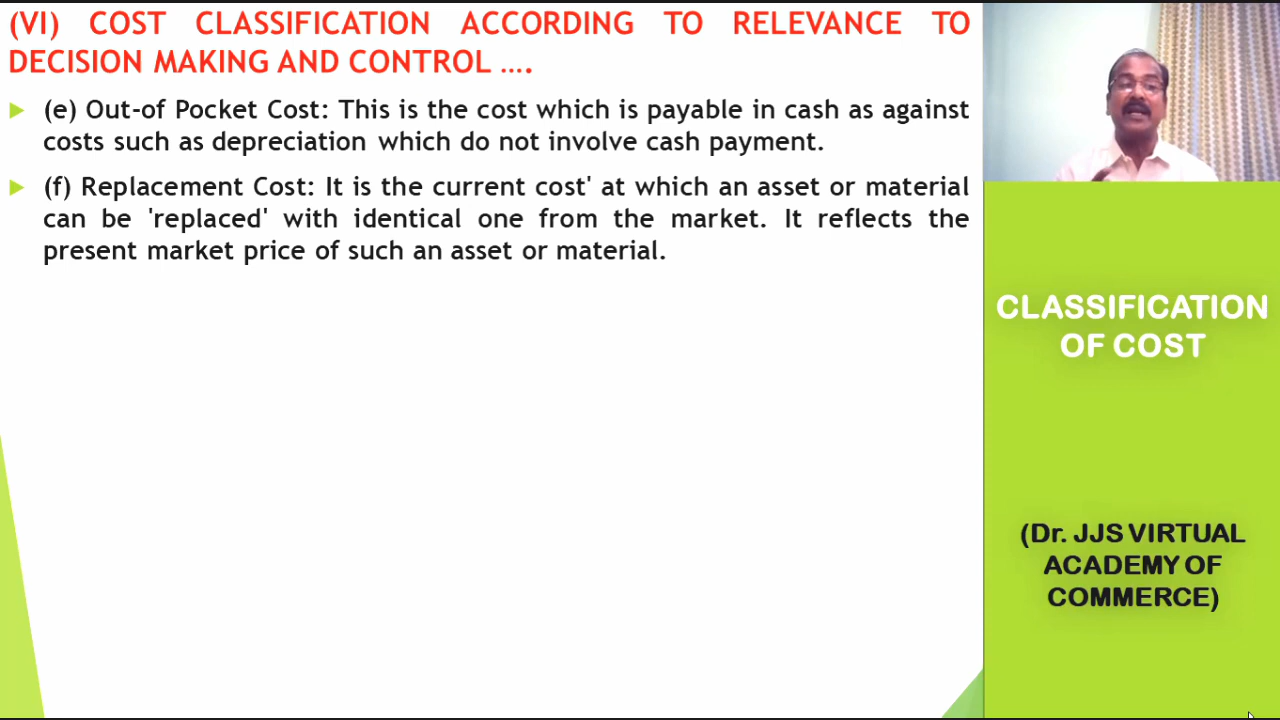 (VI) COST CLASSIFICATION ACCORDING TO RELEVANCE TO
DECISION MAKING AND CONTROL ….
(e) Out-of Pocket Cost: This is the cost which is payable in cash as against
costs such as depreciation which do not involve cash payment.
(f) Replacement Cost: It is the current cost' at which an asset or material
can be 'replaced' with identical one from the market. It reflects the
present market price of such an asset or material.
CLASSIFICATION
OF COST
(Dr. JJS VIRTUAL
ACADEMY OF
COMMERCE)